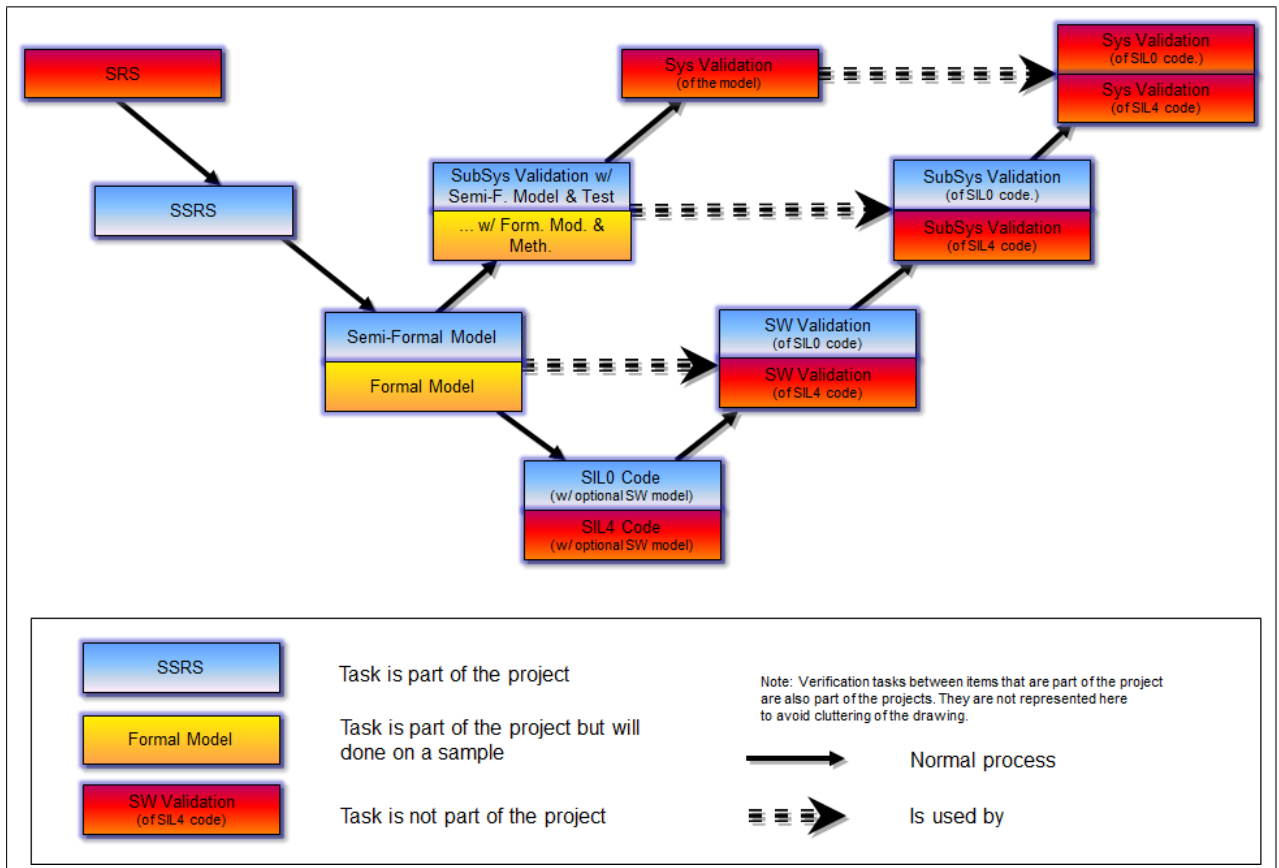 SRS
Sys Validation
(of the model)
Sys Validation
(of SIL0 code.)
Sys Validation
(of SIL4 code)
SSRS
SubSys Validation w/
Semi-F. Model & Test
... w/ Form. Mod. &
Meth.
SubSys Validation
(of SIL0 code.)
SubSys Validation
(of SIL4 code)
Semi-Formal Model
Formal Model
SW Validation
(of SIL0 code)
SW Validation
(of SIL4 code)
SIL0 Code
(w/ optional SW model)
SIL4 Code
(w/ optional SW model)
SSRS
Task is part of the project
Formal Model
Task is part of the project but will
done on a sample
SW Validation
(of SIL4 code)
Task is not part of the project
Note: Verification tasks between items that are part of the project
are also part of the projects. They are not represented here
to avoid cluttering of the drawing.
Normal process
Is used by